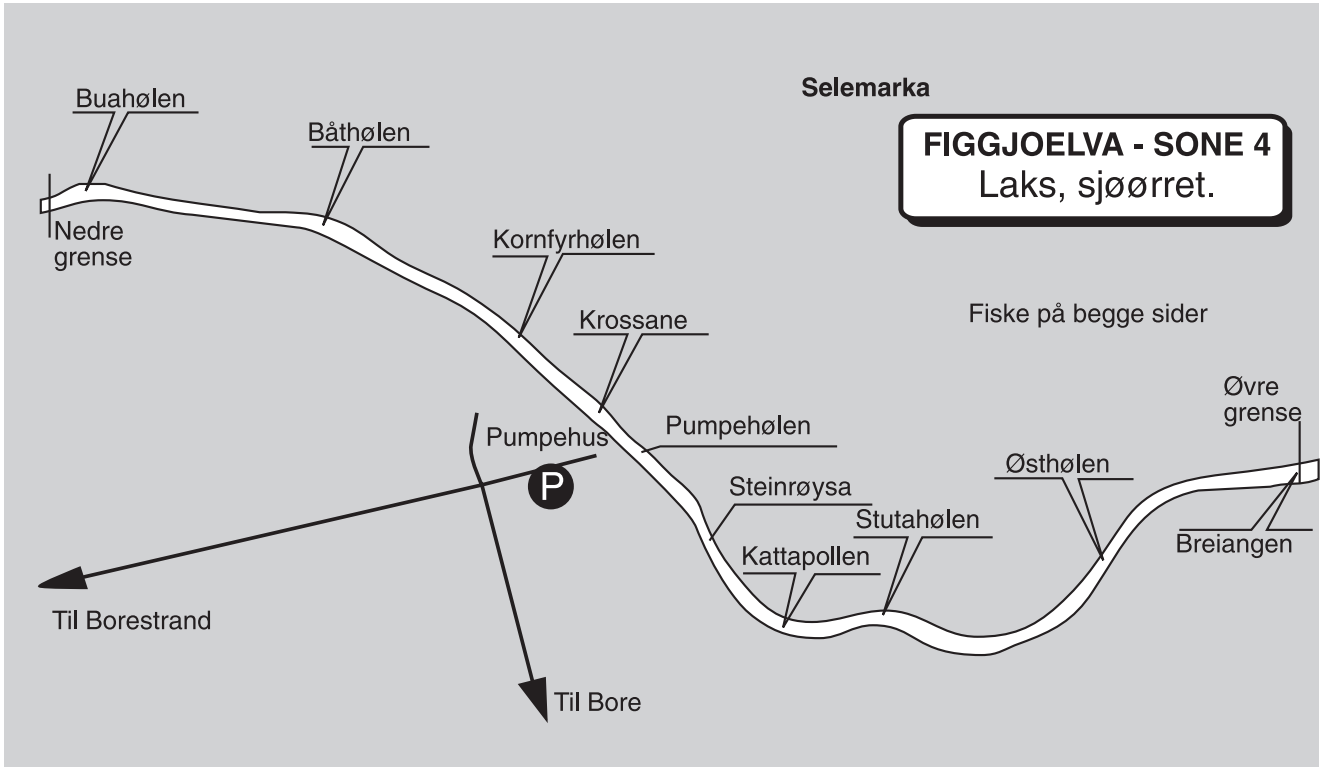 Selemarka
FIGGJOELVA - SONE 4
Laks, sjøørret.
Buahølen
Båthølen
Nedre
grense
Kornfyrhølen
Krossane
Fiske på begge sider
Øvre
grense
Pumpehus
Pumpehølen
P
Østhølen
Steinrøysa
Stutahølen
Breiangen
Kattapollen
Til Borestrand
Til Bore